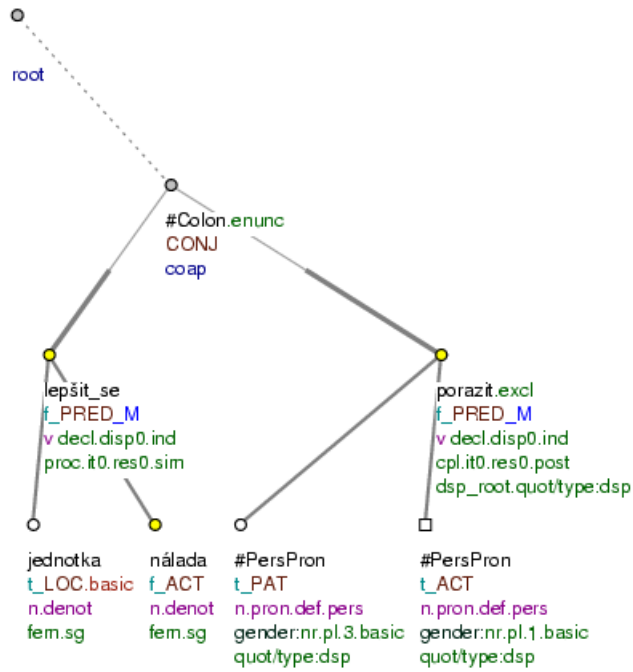 root
#Colon.enunc
CONJ
coap
lepšit_se
f_PRED_M
v decl.disp0.ind
proc.it0.res0.sim
porazit.excl
f_PRED_M
v decl.disp0.ind
cpl.it0.res0.post
dsp_root.quot/type:dsp
jednotka
t_LOC.basic
n.denot
fem.sg
nálada
f_ACT
n.denot
fem.sg
#PersPron
t_PAT
n.pron.def.pers
gender:nr.pl.3.basic
quot/type:dsp
#PersPron
t_ACT
n.pron.def.pers
gender:nr.pl.1.basic
quot/type:dsp